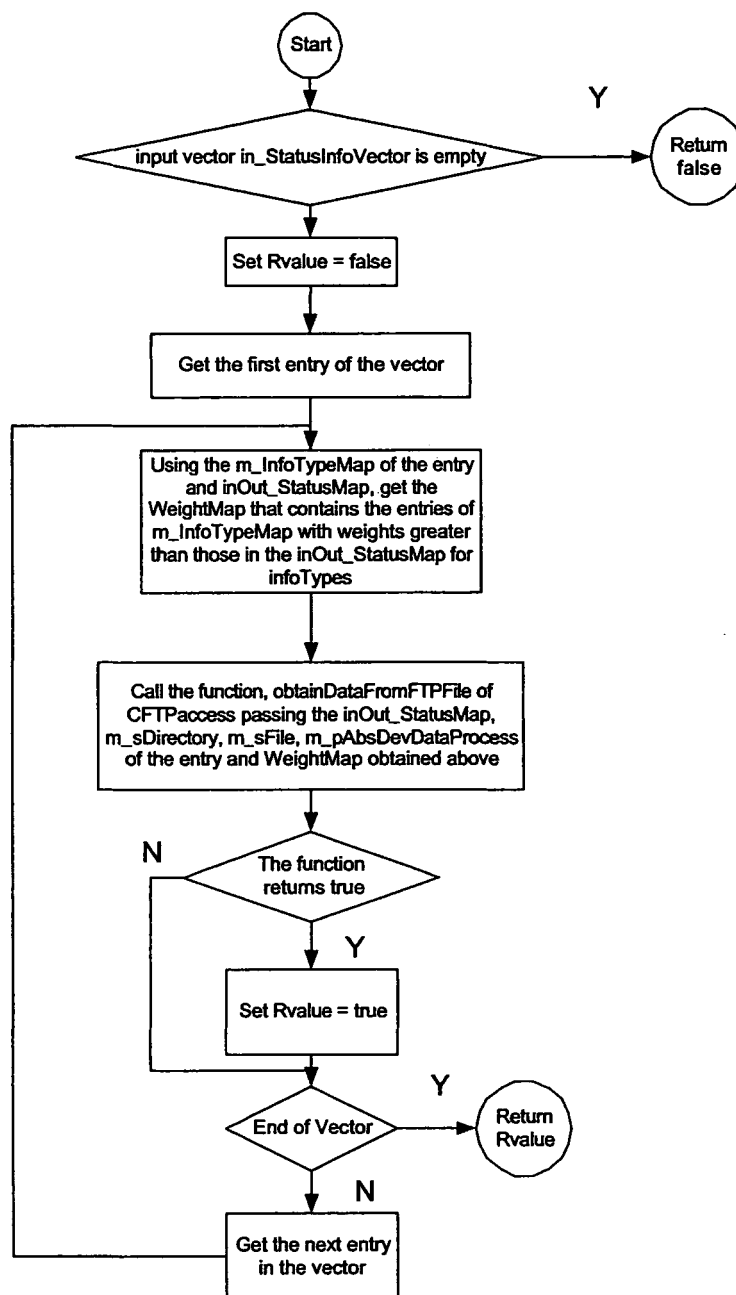 Start
Y
input vector in_StatusInfoVector is empty
Return
false
Set Rvalue = false
Get the first entry of the vector
Using the m_InfoTypeMap of the entry
and inOut_StatusMap, get the
WeightMap that contains the entries of
m_InfoTypeMap with weights greater
than those in the inOut_StatusMap for
infoTypes
Call the function, obtainDataFromFTPFile of
CFTPaccess passing the inOut_StatusMap,
m_sDirectory, m_sFile, m_pAbsDevDataProcess
of the entry and WeightMap obtained above
N
The function
returns true
Y
Set Rvalue = true
Y
End of Vector
Return
Rvalue
N
Get the next entry
in the vector